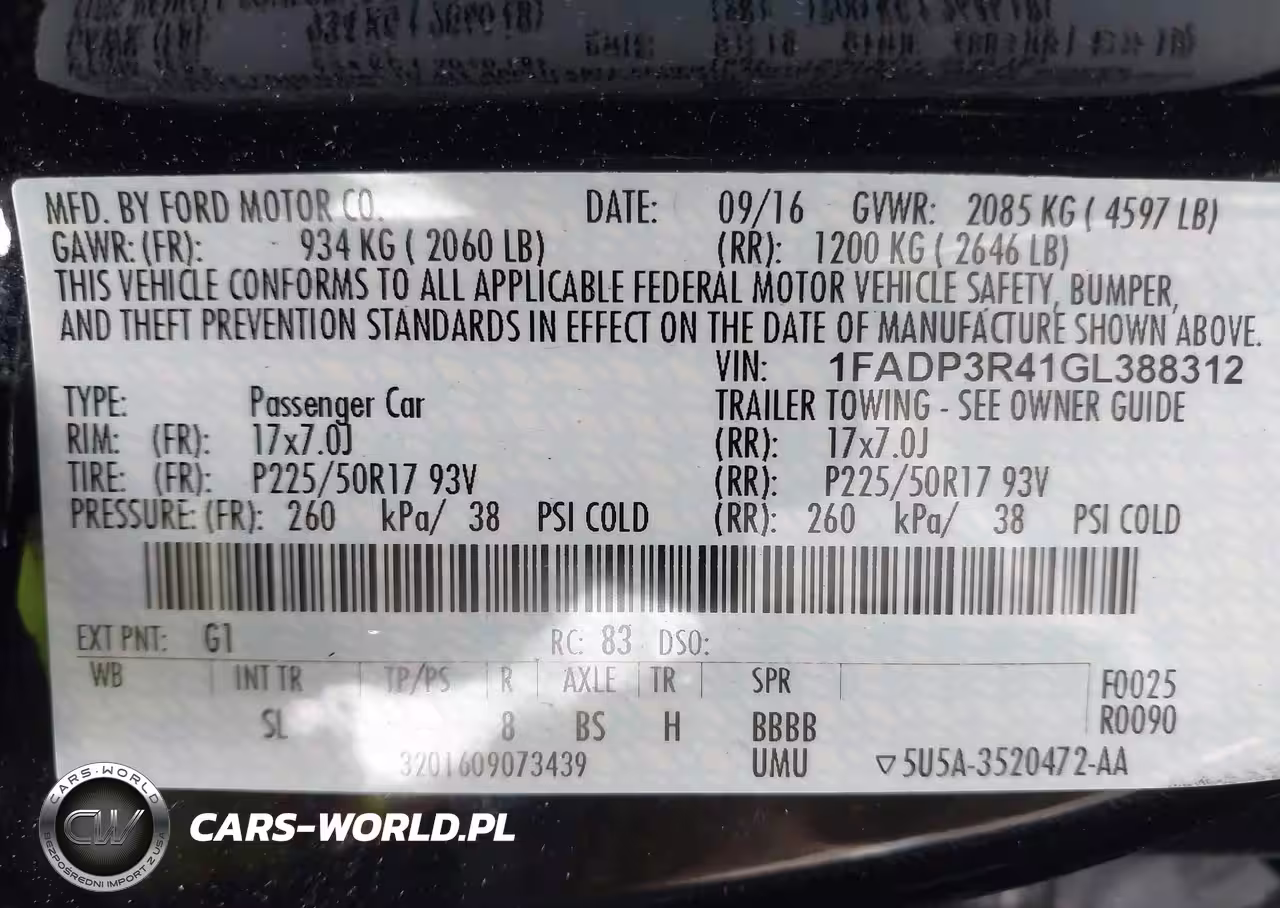 MFD. BY FORD MOTOR CO. DATE: 09/16 GVWR: 2085 KG ( 4597 LB)
GAWR: (FR): 934 KG ( 2060 LB) (RR): 1200 KG ( 2646 LB)
THIS VEHICLE CONFORMS TO ALL APPLICABLE FEDERAL MOTOR VEHICLE SAFETY, BUMPER,
AND THEFT PREVENTION STANDARDS IN EFFECT ON THE DATE OF MANUFACTURE SHOWN ABOVE.
VIN: 1FADP3R41GL388312
TYPE: Passenger Car TRAILER TOWING - SEE OWNER GUIDE
RIM: (FR): 17x7.0J (RR): 17x7.0J
TIRE: (FR): P225/50R17 93V (RR): P225/50R17 93V
PRESSURE: (FR): 260 kPa/ 38 PSI COLD (RR): 260 kPa/ 38 PSI COLD
EXT PNT: G1 RC: 83 DSO:
WB INT TR TP/PS R AXLE TR SPR F0025
SL 8 BS H BBBB R0090
3201609073439 UMU ▽5U5A-3520472-AA
CARS-WORLD
CW
BEZPOŚREDNI IMPORT Z USA
CARS-WORLD.PL